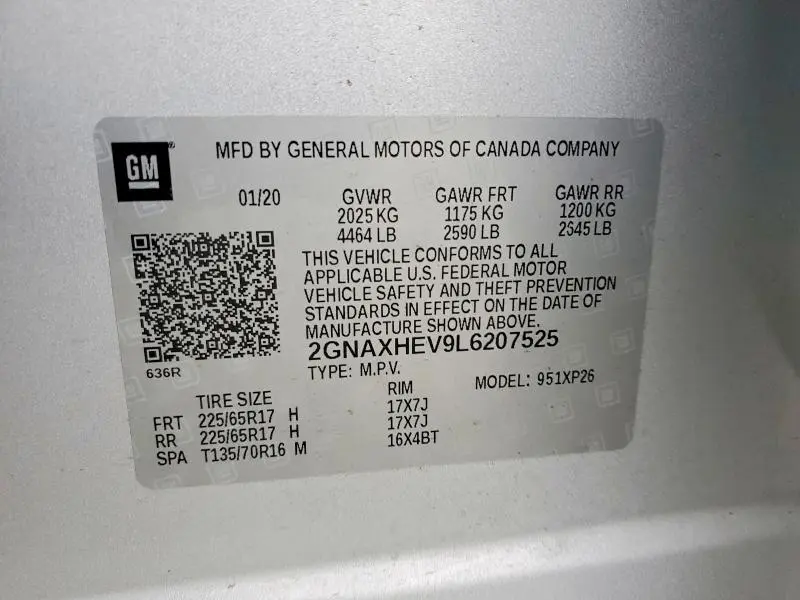 GM
MFD BY GENERAL MOTORS OF CANADA COMPANY
01/20 GVWR GAWR FRT GAWR RR
2025 KG 1175 KG 1200 KG
4464 LB 2590 LB 2645 LB
THIS VEHICLE CONFORMS TO ALL
APPLICABLE U.S. FEDERAL MOTOR
VEHICLE SAFETY AND THEFT PREVENTION
STANDARDS IN EFFECT ON THE DATE OF
MANUFACTURE SHOWN ABOVE.
2GNAXHEV9L6207525
636R
TYPE: M.P.V. MODEL: 951XP26
TIRE SIZE RIM
FRT 225/65R17 H 17X7J
RR 225/65R17 H 17X7J
SPA T135/70R16 M 16X4BT